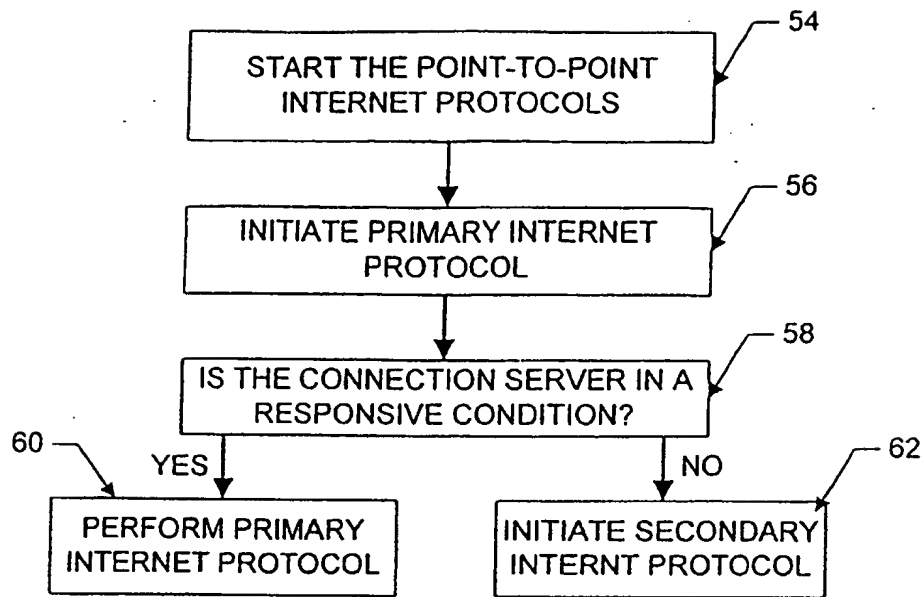 54
START THE POINT-TO-POINT
INTERNET PROTOCOLS
56
INITIATE PRIMARY INTERNET
PROTOCOL
58
IS THE CONNECTION SERVER IN A
RESPONSIVE CONDITION?
60
YES
NO
62
PERFORM PRIMARY
INTERNET PROTOCOL
INITIATE SECONDARY
INTERNT PROTOCOL